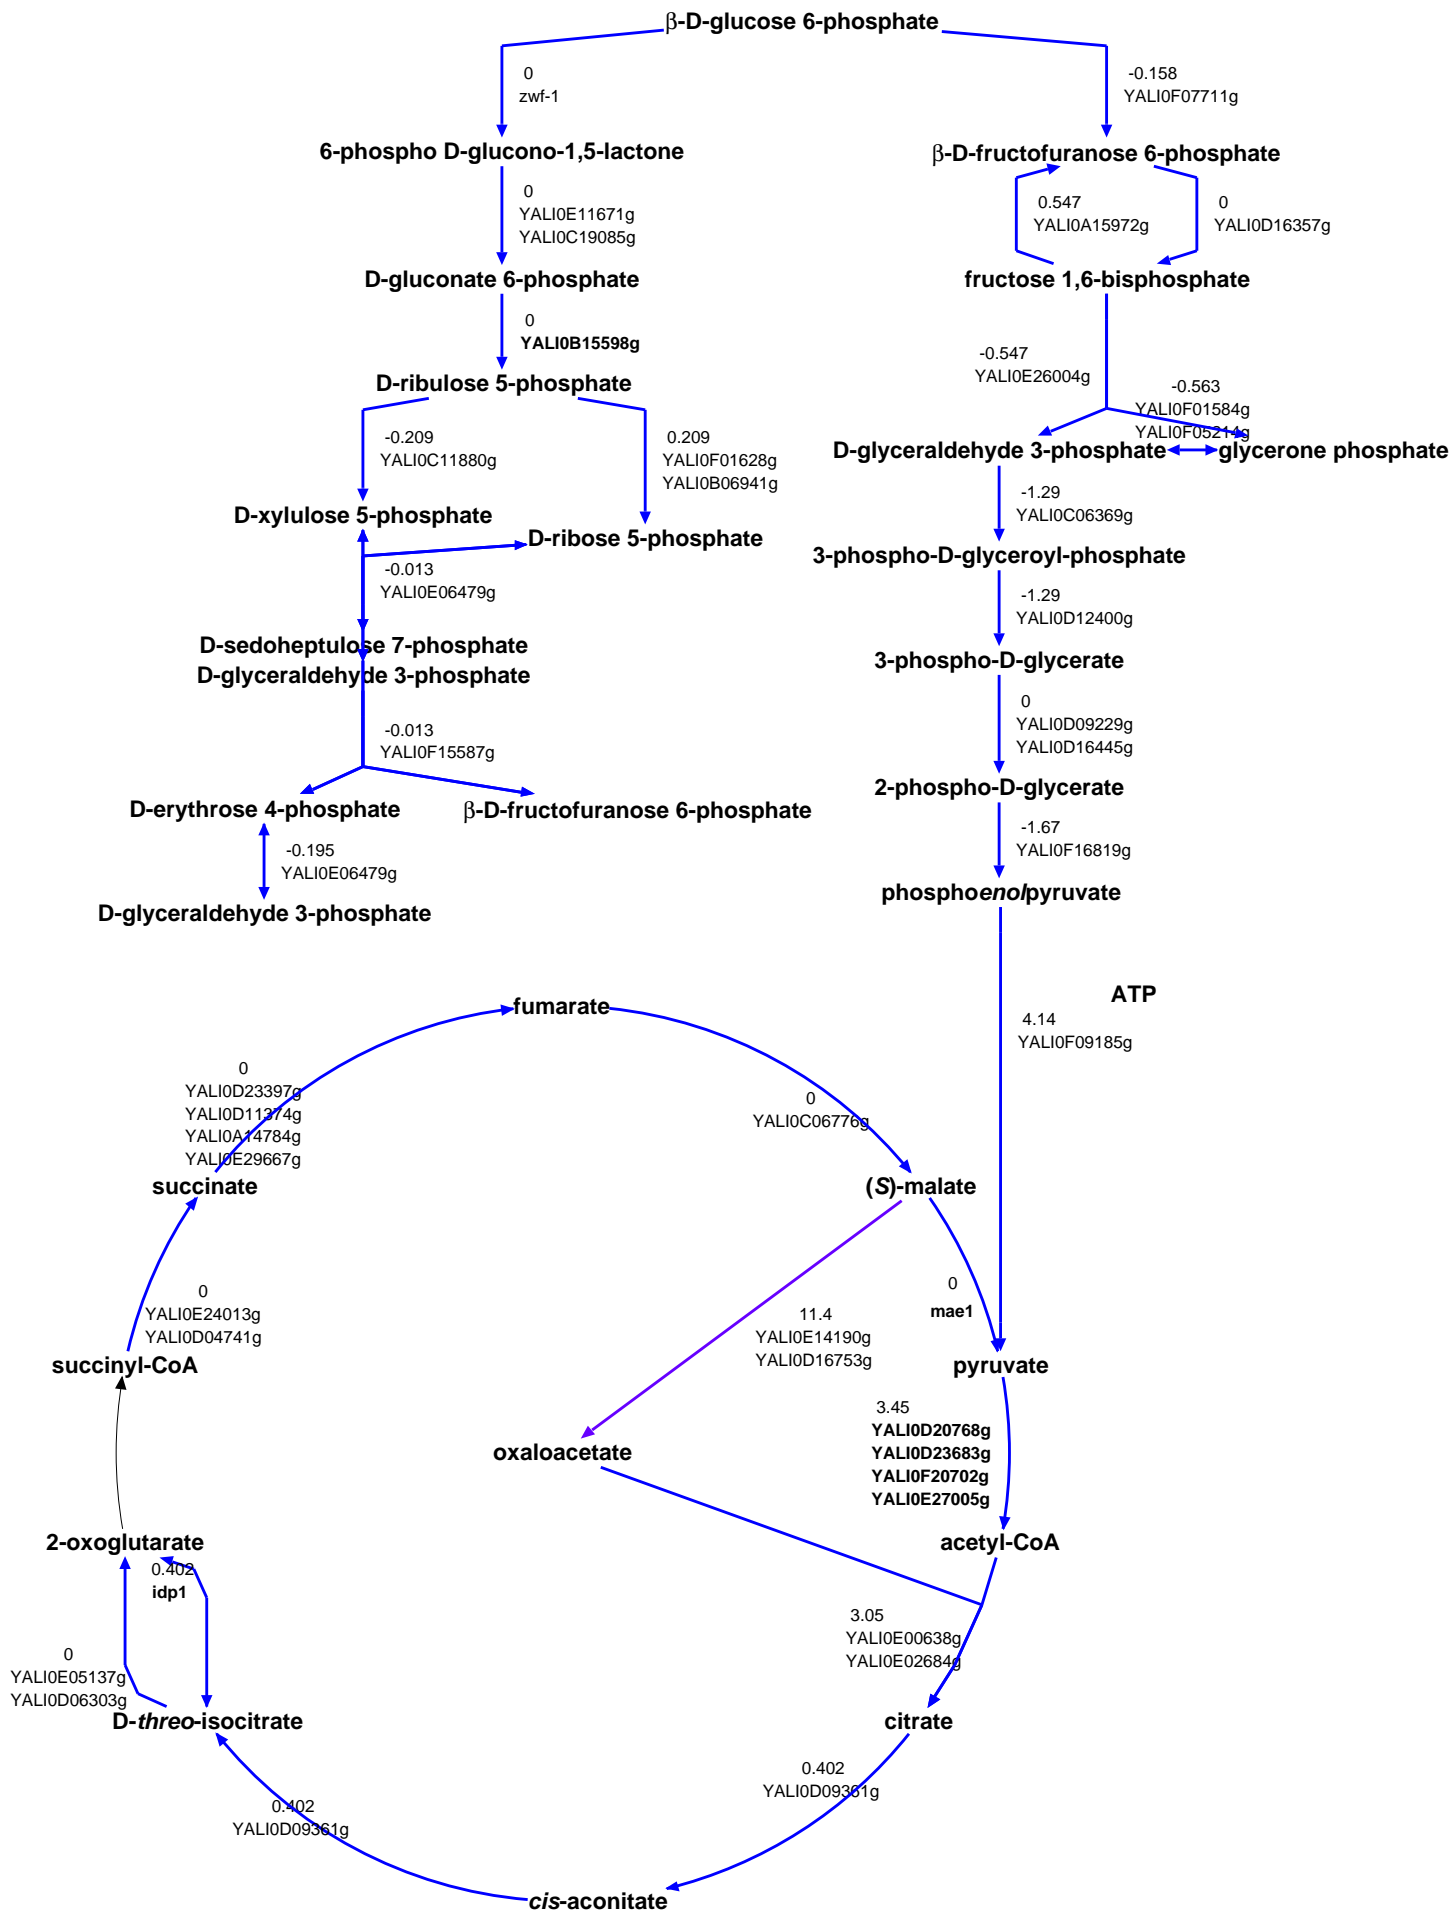 β-D-glucose 6-phosphate
0
zwf-1
-0.158
YALI0F07711g
6-phospho D-glucono-1,5-lactone
β-D-fructofuranose 6-phosphate
0
YALI0E11671g
YALI0C19085g
0.547
YALI0A15972g
0
YALI0D16357g
D-gluconate 6-phosphate
fructose 1,6-bisphosphate
0
YALI0B15598g
-0.547
YALI0E26004g
D-ribulose 5-phosphate
-0.563
YALI0F01584g
YALI0F05214g
-0.209
YALI0C11880g
0.209
YALI0F01628g
YALI0B06941g
D-glyceraldehyde 3-phosphate
glycerone phosphate
-1.29
YALI0C06369g
D-xylulose 5-phosphate
D-ribose 5-phosphate
3-phospho-D-glyceroyl-phosphate
-0.013
YALI0E06479g
-1.29
YALI0D12400g
D-sedoheptulose 7-phosphate
D-glyceraldehyde 3-phosphate
3-phospho-D-glycerate
0
YALI0D09229g
YALI0D16445g
-0.013
YALI0F15587g
2-phospho-D-glycerate
D-erythrose 4-phosphate
β-D-fructofuranose 6-phosphate
-1.67
YALI0F16819g
-0.195
YALI0E06479g
phosphoenolpyruvate
D-glyceraldehyde 3-phosphate
ATP
fumarate
4.14
YALI0F09185g
0
YALI0D23397g
YALI0D11374g
YALI0A14784g
YALI0E29667g
0
YALI0C06776g
succinate
(S)-malate
0
YALI0E24013g
YALI0D04741g
0
mae1
11.4
YALI0E14190g
YALI0D16753g
succinyl-CoA
pyruvate
3.45
YALI0D20768g
YALI0D23683g
YALI0F20702g
YALI0E27005g
oxaloacetate
2-oxoglutarate
acetyl-CoA
0.402
idp1
3.05
YALI0E00638g
YALI0E02684g
0
YALI0E05137g
YALI0D06303g
D-threo-isocitrate
citrate
0.402
YALI0D09361g
0.402
YALI0D09361g
cis-aconitate